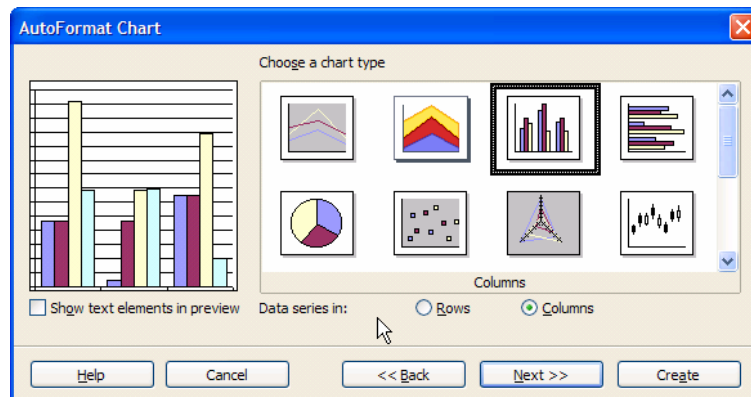 AutoFormat Chart
Choose a chart type
Columns
Show text elements in preview
Data series in:
Rows
Columns
Help
Cancel
<< Back
Next >>
Create